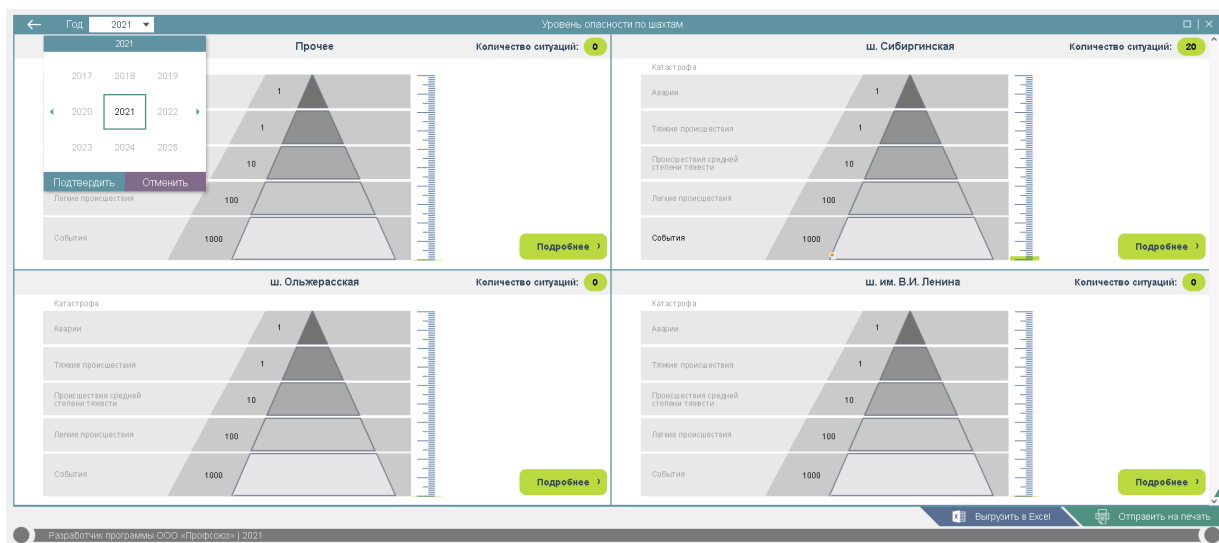 Год 2021 Уровень опасности по шахтам
2021
2017 2018 2019
2020 2021 2022
2023 2024 2025
Подтвердить Отменить
Прочее Количество ситуаций: 0
1
1
10
Легкие происшествия 100
События 1000
Подробнее
ш. Сибиргинская Количество ситуаций: 20
Катастрофа
Аварии 1
Тяжкие происшествия 1
Происшествия средней
степени тяжести 10
Легкие происшествия 100
События 1000
Подробнее
ш. Ольжерасская Количество ситуаций: 0
Катастрофа
Аварии 1
Тяжкие происшествия 1
Происшествия средней
степени тяжести 10
Легкие происшествия 100
События 1000
Подробнее
ш. им. В.И. Ленина Количество ситуаций: 0
Катастрофа
Аварии 1
Тяжкие происшествия 1
Происшествия средней
степени тяжести 10
Легкие происшествия 100
События 1000
Подробнее
Выгрузить в Excel Отправить на печать
Разработчик программы ООО «Профсоюз» | 2021